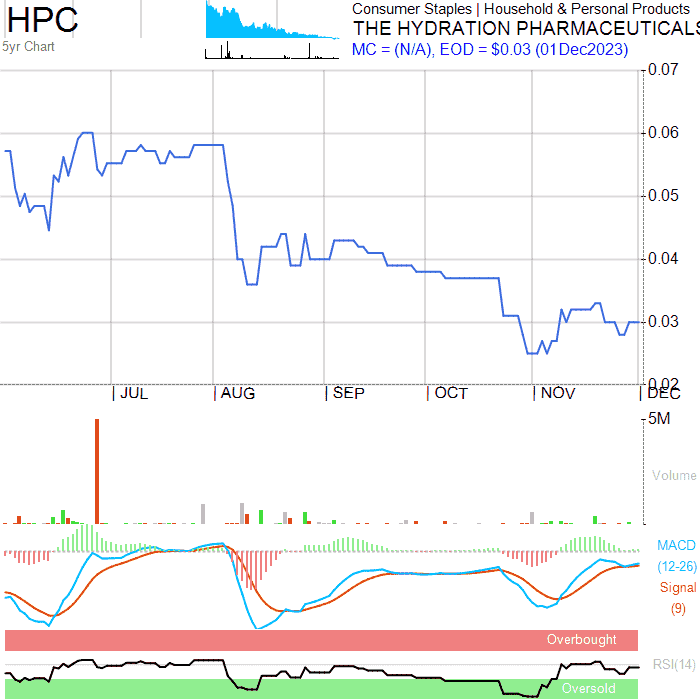 HPC
5yr Chart
Consumer Staples | Household & Personal Products
THE HYDRATION PHARMACEUTICALS
MC = (N/A), EOD = $0.03 (01Dec2023)
0.07
0.06
0.05
0.04
0.03
0.02
JUL AUG SEP OCT NOV DEC
5M
Volume
MACD
(12-26)
Signal
(9)
Overbought
RSI(14)
Oversold